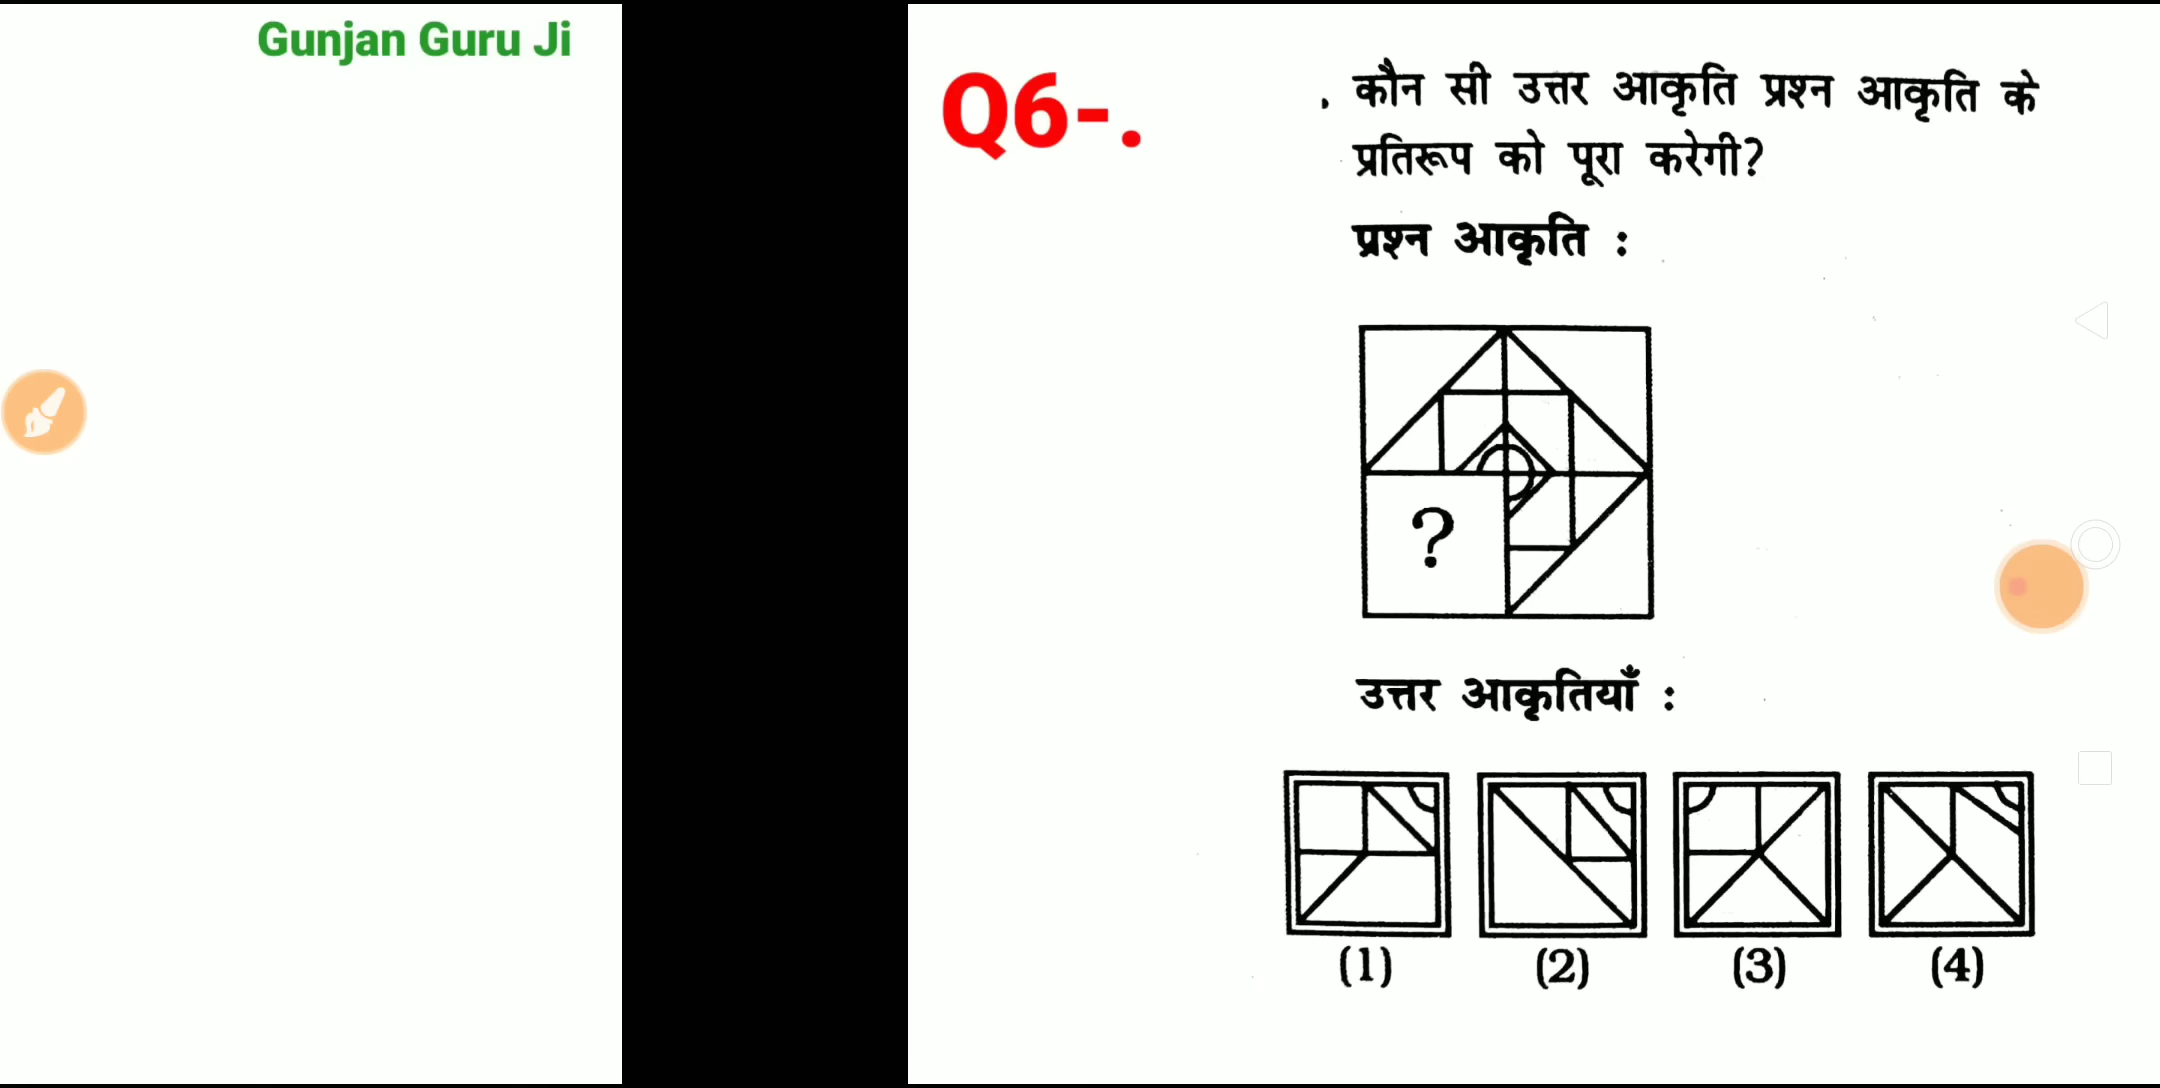 Gunjan Guru Ji
Q6-.
. कौन सी उत्तर आकृति प्रश्न आकृति के
प्रतिरूप को पूरा करेगी?
प्रश्न आकृति :
?
उत्तर आकृतियाँ :
(1) (2) (3) (4)